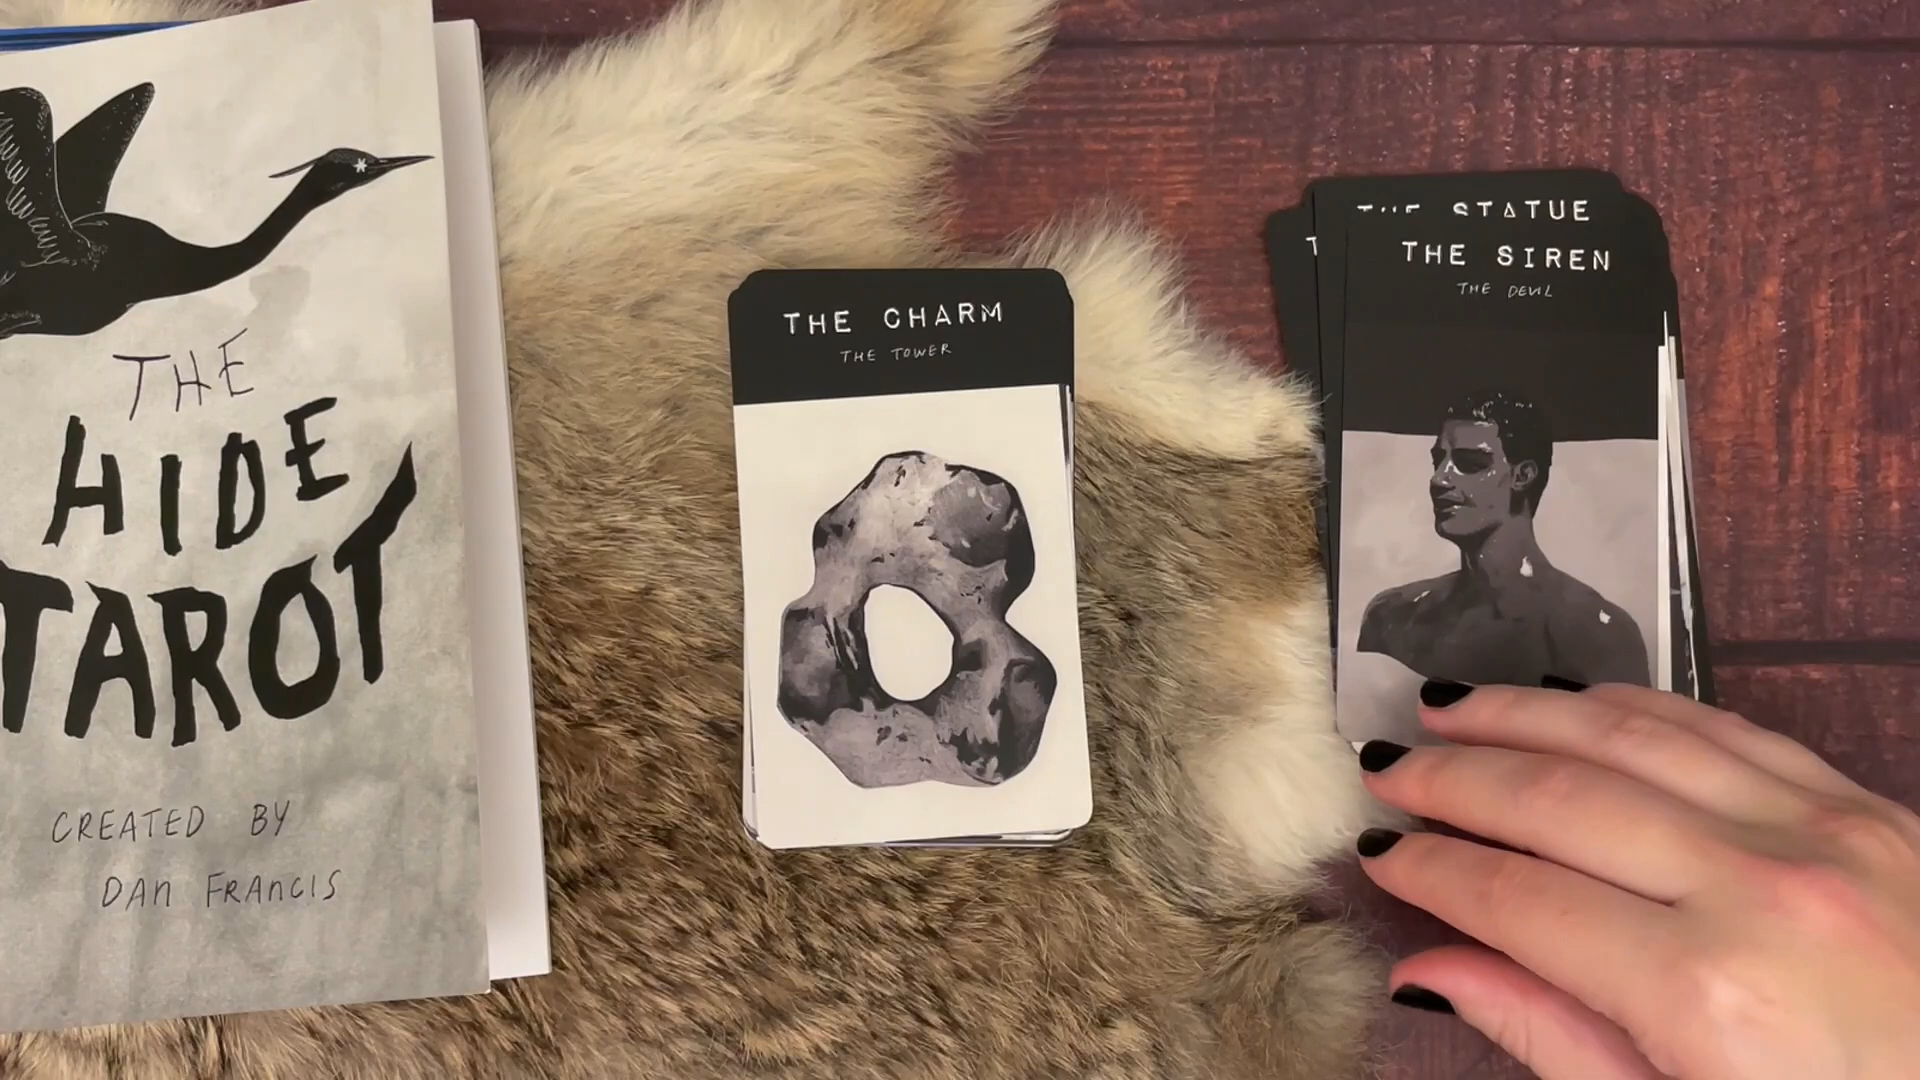 THE
HIDE
TAROT
CREATED BY
DAN FRANCIS
THE CHARM
THE TOWER
THE STATUE
THE SIREN
THE DEVIL